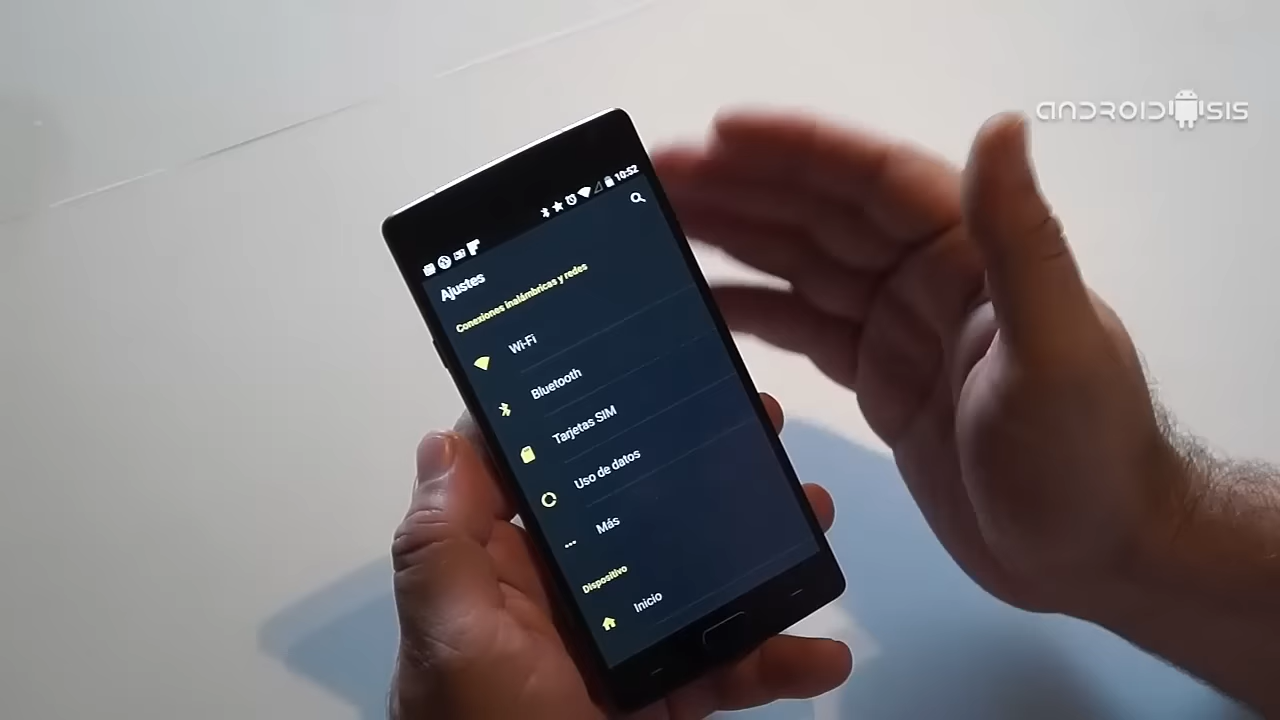 ANDROIDSIS
10:52
Ajustes
Conexiones inalámbricas y redes
Wi-Fi
Bluetooth
Tarjetas SIM
Uso de datos
Más
Dispositivo
Inicio